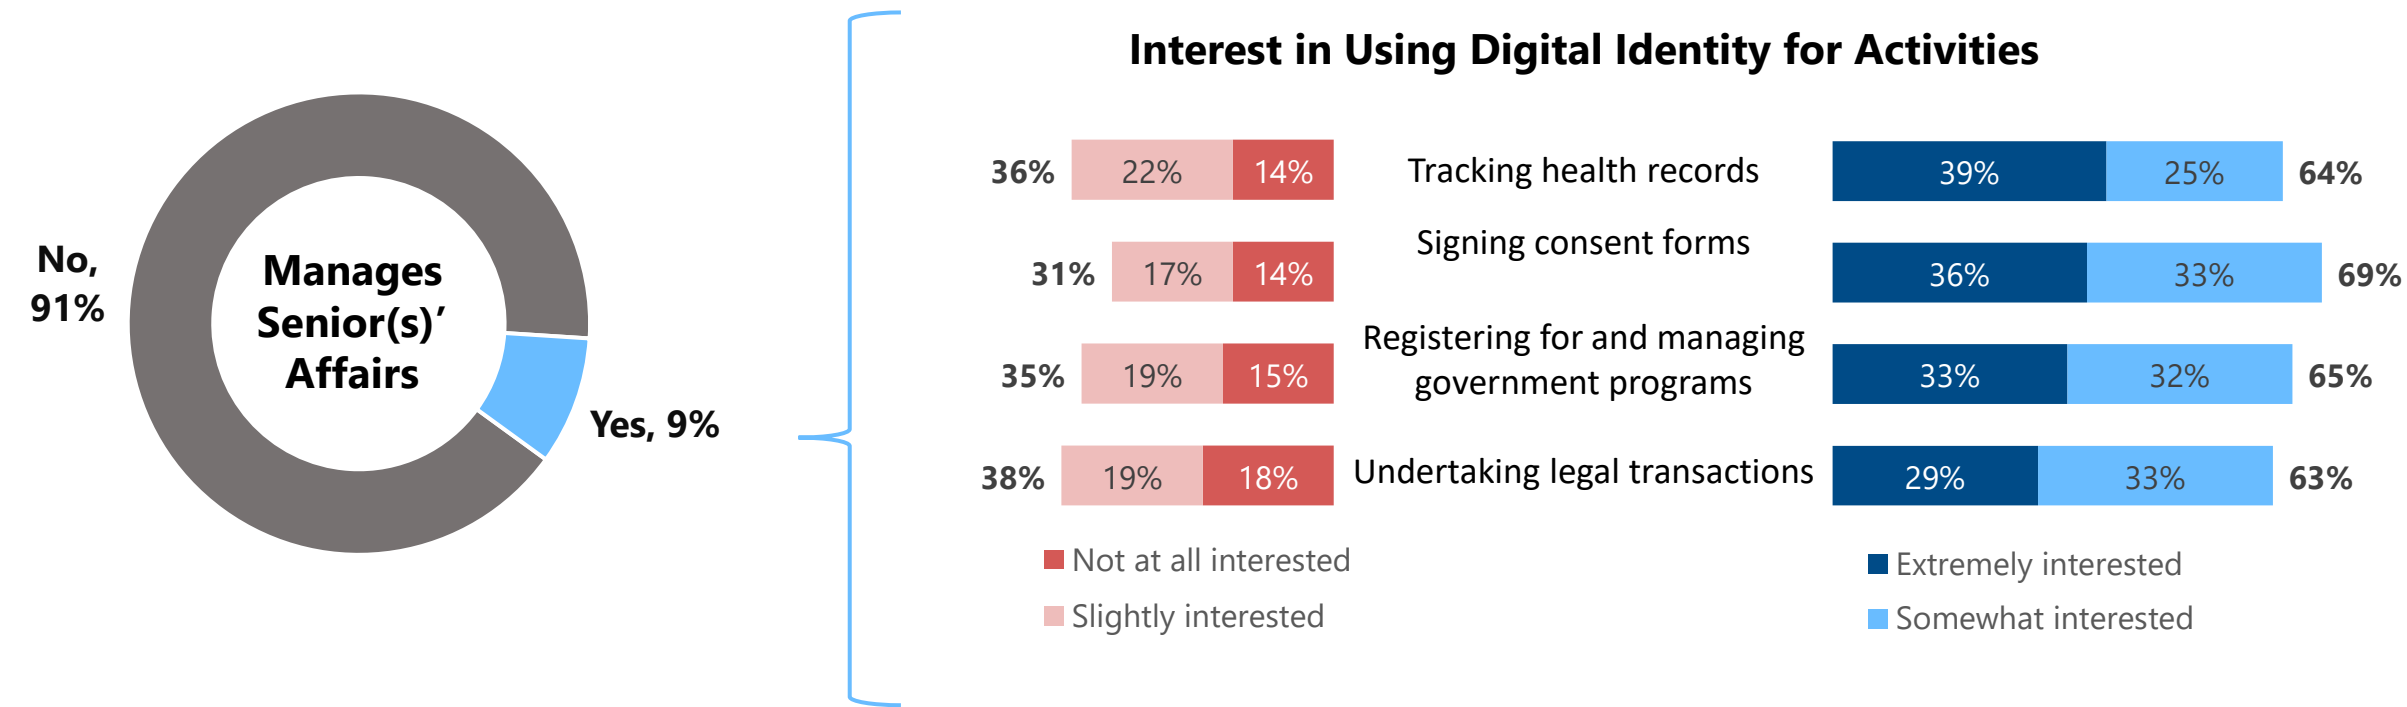 Interest in Using Digital Identity for Activities
No,
91%
Manages
Senior(s)’
Affairs
Yes, 9%
36% 22% 14% Tracking health records 39% 25% 64%
Signing consent forms
31% 17% 14% 36% 33% 69%
Registering for and managing
government programs
35% 19% 15% 33% 32% 65%
38% 19% 18% Undertaking legal transactions 29% 33% 63%
Not at all interested
Slightly interested
Extremely interested
Somewhat interested